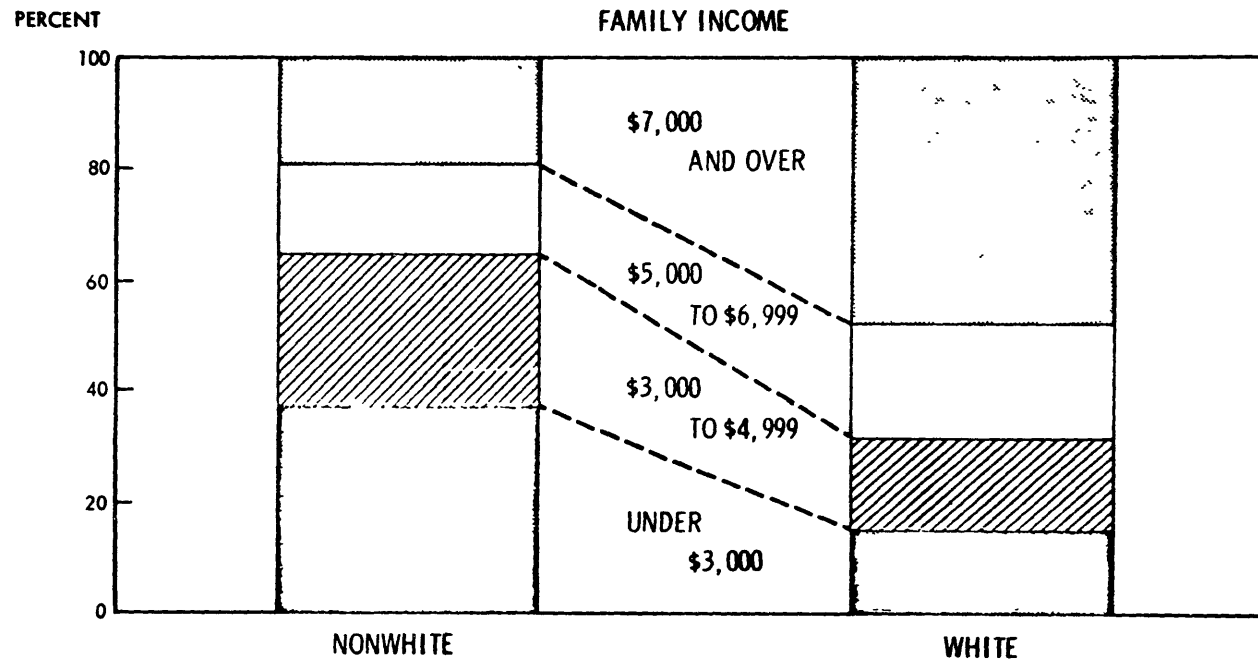 PERCENT
FAMILY INCOME
100
80
60
40
20
0
$7,000
AND OVER
$5,000
TO $6,999
$3,000
TO $4,999
UNDER
$3,000
NONWHITE
WHITE